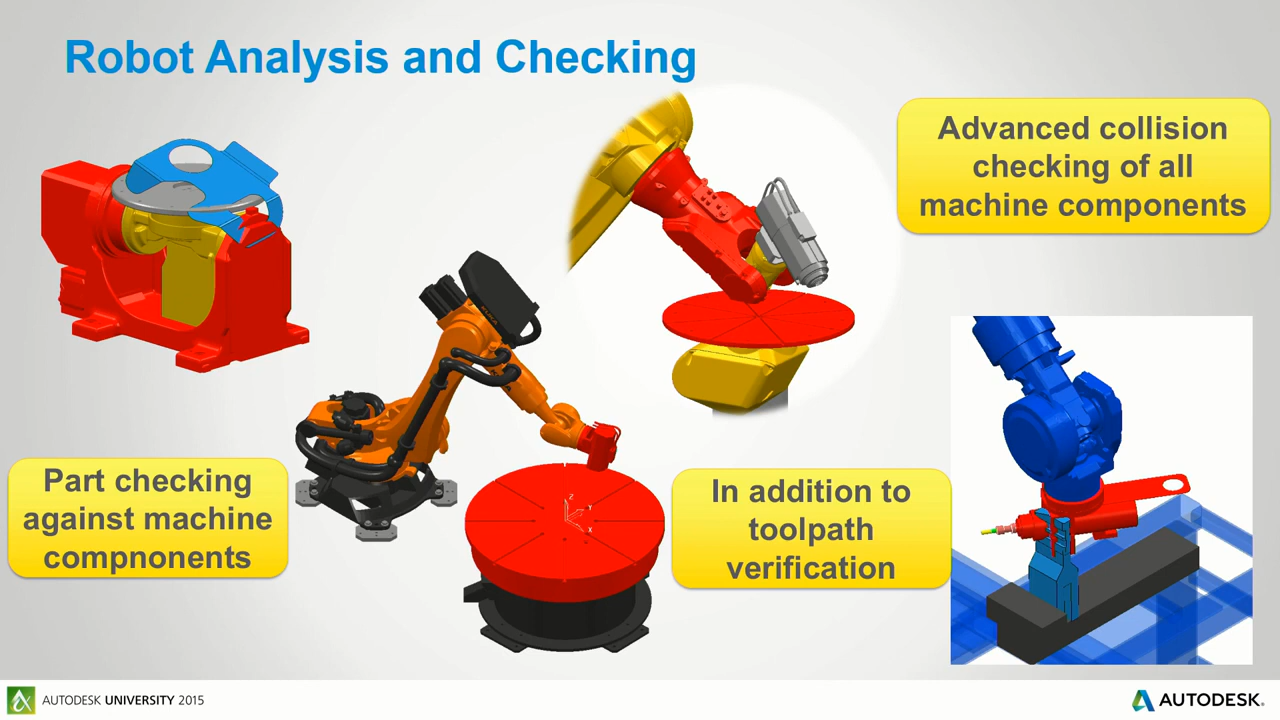 Robot Analysis and Checking
Advanced collision
checking of all
machine components
Part checking
against machine
compnonents
In addition to
toolpath
verification
Z
Y
X
AUTODESK UNIVERSITY 2015
AUTODESK.